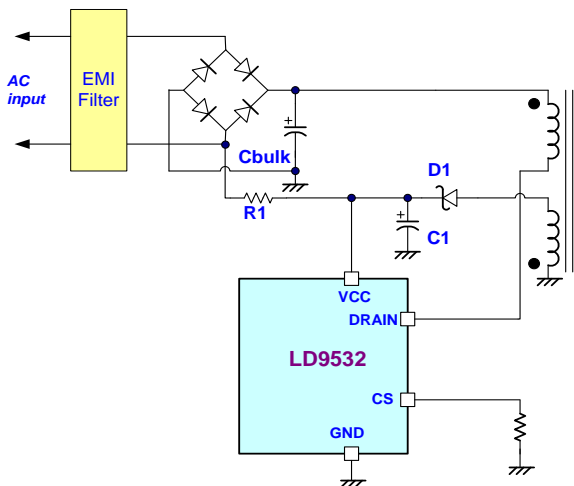 AC
input
EMI
Filter
+
Cbulk
D1
R1
+
C1
VCC
DRAIN
LD9532
CS
GND